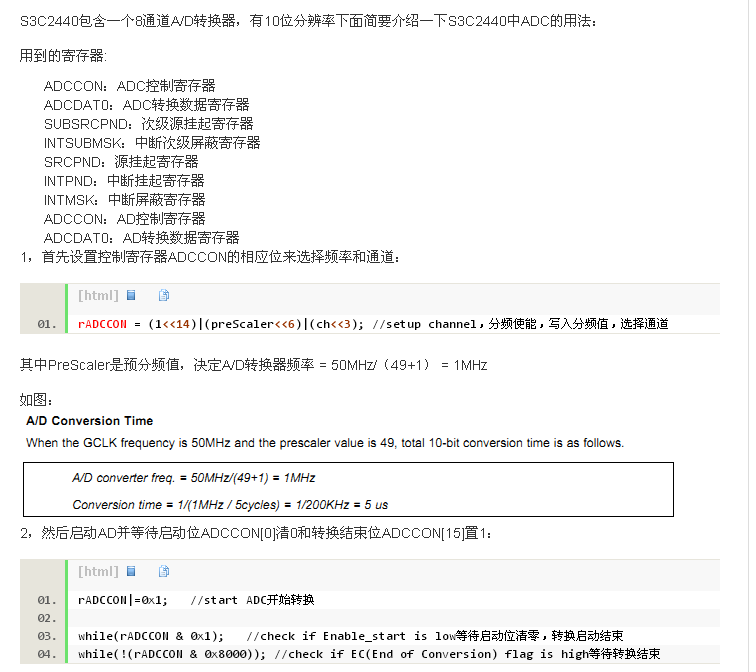 S3C2440包含一个8通道A/D转换器，有10位分辨率下面简要介绍一下S3C2440中ADC的用法：
用到的寄存器:
ADCCON：ADC控制寄存器
ADCDAT0：ADC转换数据寄存器
SUBSRCPND：次级源挂起寄存器
INTSUBMSK：中断次级屏蔽寄存器
SRCPND：源挂起寄存器
INTPND：中断挂起寄存器
INTMSK：中断屏蔽寄存器
ADCCON：AD控制寄存器
ADCDAT0：AD转换数据寄存器
1，首先设置控制寄存器ADCCON的相应位来选择频率和通道：
[html]
01. rADCCON = (1<<14)|(preScaler<<6)|(ch<<3); //setup channel，分频使能，写入分频值，选择通道
其中PreScaler是预分频值，决定A/D转换器频率 = 50MHz/（49+1） = 1MHz
如图：
A/D Conversion Time
When the GCLK frequency is 50MHz and the prescaler value is 49, total 10-bit conversion time is as follows.
A/D converter freq. = 50MHz/(49+1) = 1MHz
Conversion time = 1/(1MHz / 5cycles) = 1/200KHz = 5 us
2，然后启动AD并等待启动位ADCCON[0]清0和转换结束位ADCCON[15]置1：
[html]
01. rADCCON|=0x1; //start ADC开始转换
02.
03. while(rADCCON & 0x1); //check if Enable_start is low等待启动位清零，转换启动结束
04. while(!(rADCCON & 0x8000)); //check if EC(End of Conversion) flag is high等待转换结束